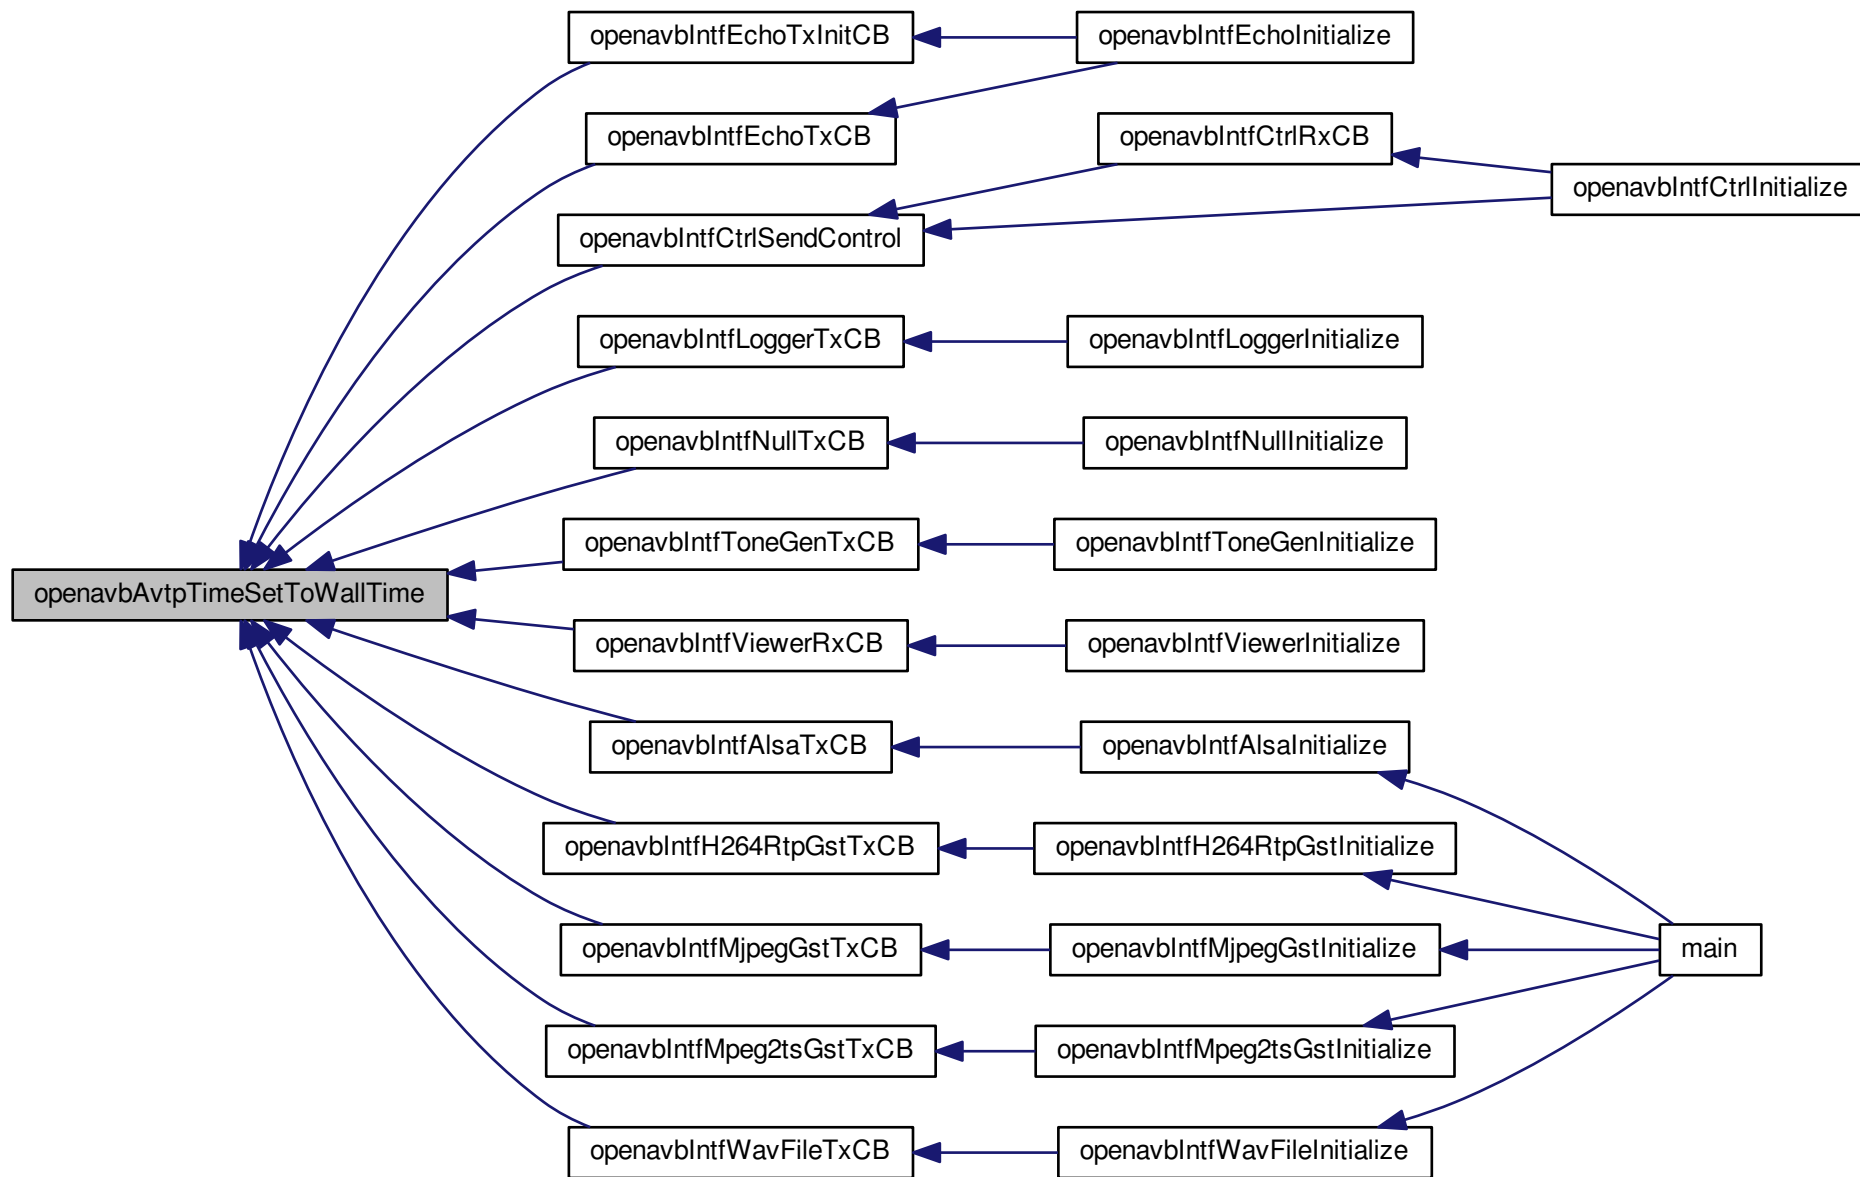 openavbIntfEchoTxInitCB
openavbIntfEchoInitialize
openavbIntfEchoTxCB
openavbIntfCtrlRxCB
openavbIntfCtrlInitialize
openavbIntfCtrlSendControl
openavbIntfLoggerTxCB
openavbIntfLoggerInitialize
openavbIntfNullTxCB
openavbIntfNullInitialize
openavbIntfToneGenTxCB
openavbIntfToneGenInitialize
openavbAvtpTimeSetToWallTime
openavbIntfViewerRxCB
openavbIntfViewerInitialize
openavbIntfAlsaTxCB
openavbIntfAlsaInitialize
openavbIntfH264RtpGstTxCB
openavbIntfH264RtpGstInitialize
openavbIntfMjpegGstTxCB
openavbIntfMjpegGstInitialize
main
openavbIntfMpeg2tsGstTxCB
openavbIntfMpeg2tsGstInitialize
openavbIntfWavFileTxCB
openavbIntfWavFileInitialize